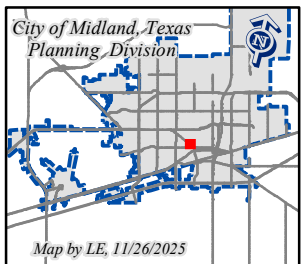 City of Midland, Texas
Planning Division
N
Map by LE, 11/26/2025